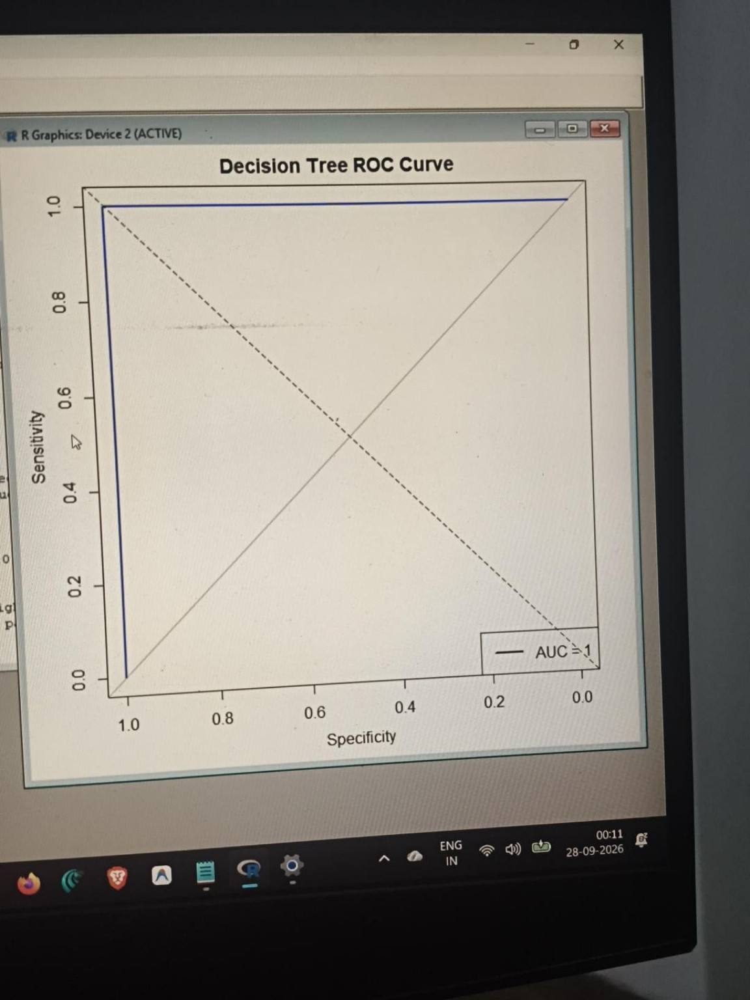 R Graphics: Device 2 (ACTIVE)
Decision Tree ROC Curve
1.0
0.8
0.6
0.4
0.2
0.0
Sensitivity
AUC = 1
1.0
0.8
0.6
0.4
0.2
0.0
Specificity
ENG
IN
00:11
28-09-2026